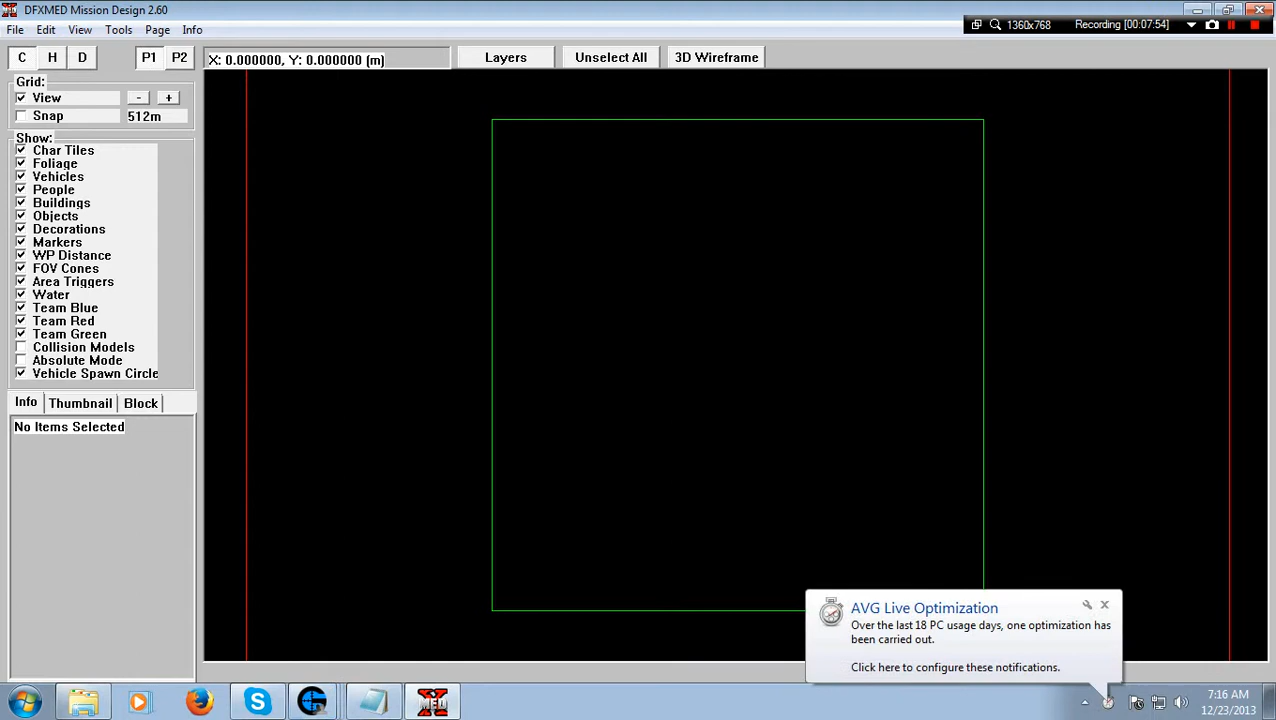 DFXMED Mission Design 2.60
File Edit View Tools Page Info
1360x768 Recording [00:07:54]
C H D P1 P2 X: 0.000000, Y: 0.000000 (m) Layers Unselect All 3D Wireframe
Grid:
View - +
Snap 512m
Show:
Char Tiles
Foliage
Vehicles
People
Buildings
Objects
Decorations
Markers
WP Distance
FOV Cones
Area Triggers
Water
Team Blue
Team Red
Team Green
Collision Models
Absolute Mode
Vehicle Spawn Circle
Info Thumbnail Block
No Items Selected
AVG Live Optimization
Over the last 18 PC usage days, one optimization has
been carried out.
Click here to configure these notifications.
MED
7:16 AM
12/23/2013